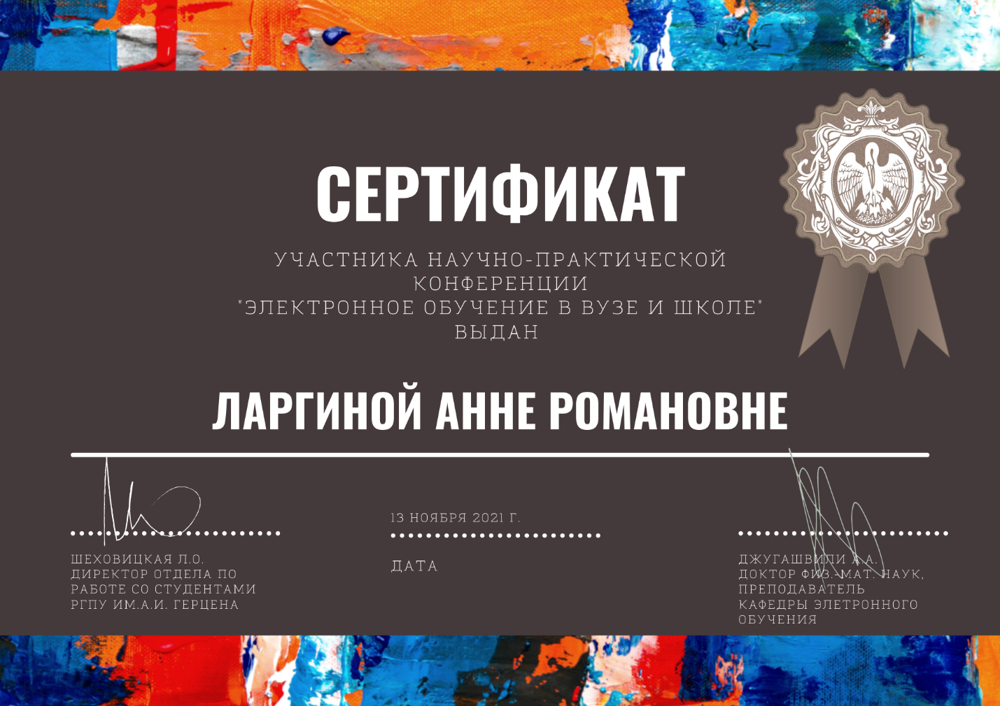 СЕРТИФИКАТ
УЧАСТНИКА НАУЧНО-ПРАКТИЧЕСКОЙ
КОНФЕРЕНЦИИ
"ЭЛЕКТРОННОЕ ОБУЧЕНИЕ В ВУЗЕ И ШКОЛЕ"
ВЫДАН
ЛАРГИНОЙ АННЕ РОМАНОВНЕ
ШЕХОВИЦКАЯ Л.О.
ДИРЕКТОР ОТДЕЛА ПО
РАБОТЕ СО СТУДЕНТАМИ
РГПУ ИМ.А.И. ГЕРЦЕНА
13 НОЯБРЯ 2021 Г.
ДАТА
ДЖУГАШВИЛИ А.А.
ДОКТОР ФИЗ.-МАТ. НАУК,
ПРЕПОДАВАТЕЛЬ
КАФЕДРЫ ЭЛЕТРОННОГО
ОБУЧЕНИЯ